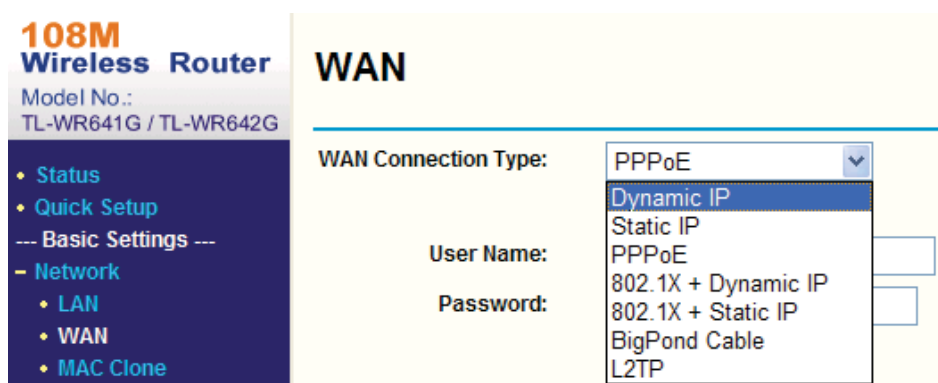 108M
Wireless Router
Model No.:
TL-WR641G / TL-WR642G
• Status
• Quick Setup
--- Basic Settings ---
– Network
• LAN
• WAN
• MAC Clone
WAN
WAN Connection Type: PPPoE
Dynamic IP
Static IP
PPPoE
802.1X + Dynamic IP
802.1X + Static IP
BigPond Cable
L2TP
User Name:
Password: